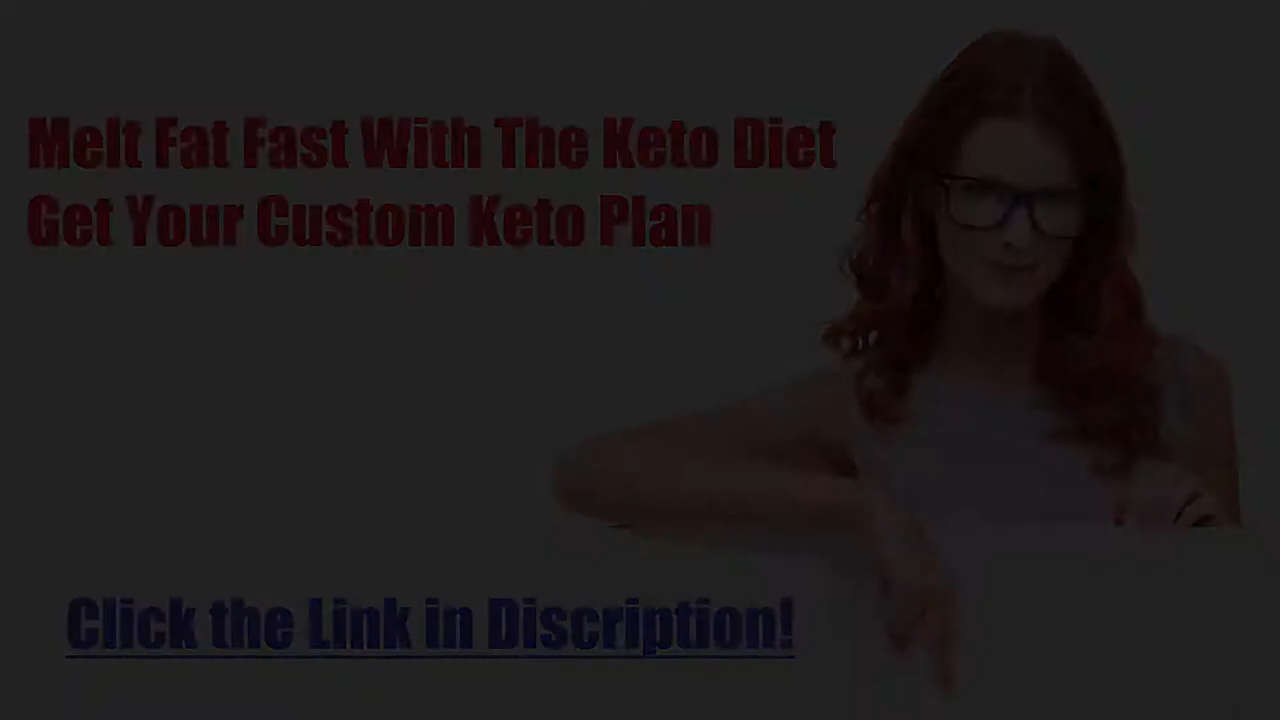 Melt Fat Fast With The Keto Diet
Get Your Custom Keto Plan
Click the Link in Discription!